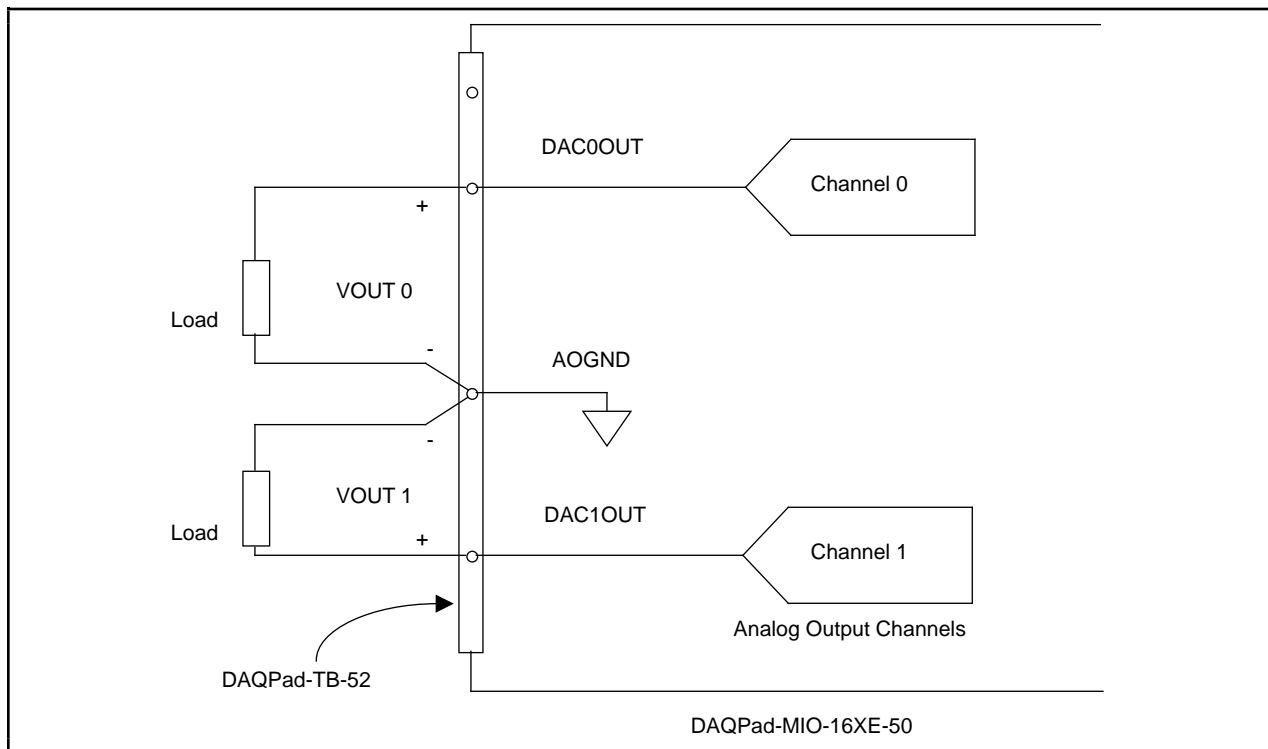 DAC0OUT
Channel 0
+
VOUT 0
Load
-
AOGND
-
VOUT 1
DAC1OUT
Load
+
Channel 1
Analog Output Channels
DAQPad-TB-52
DAQPad-MIO-16XE-50